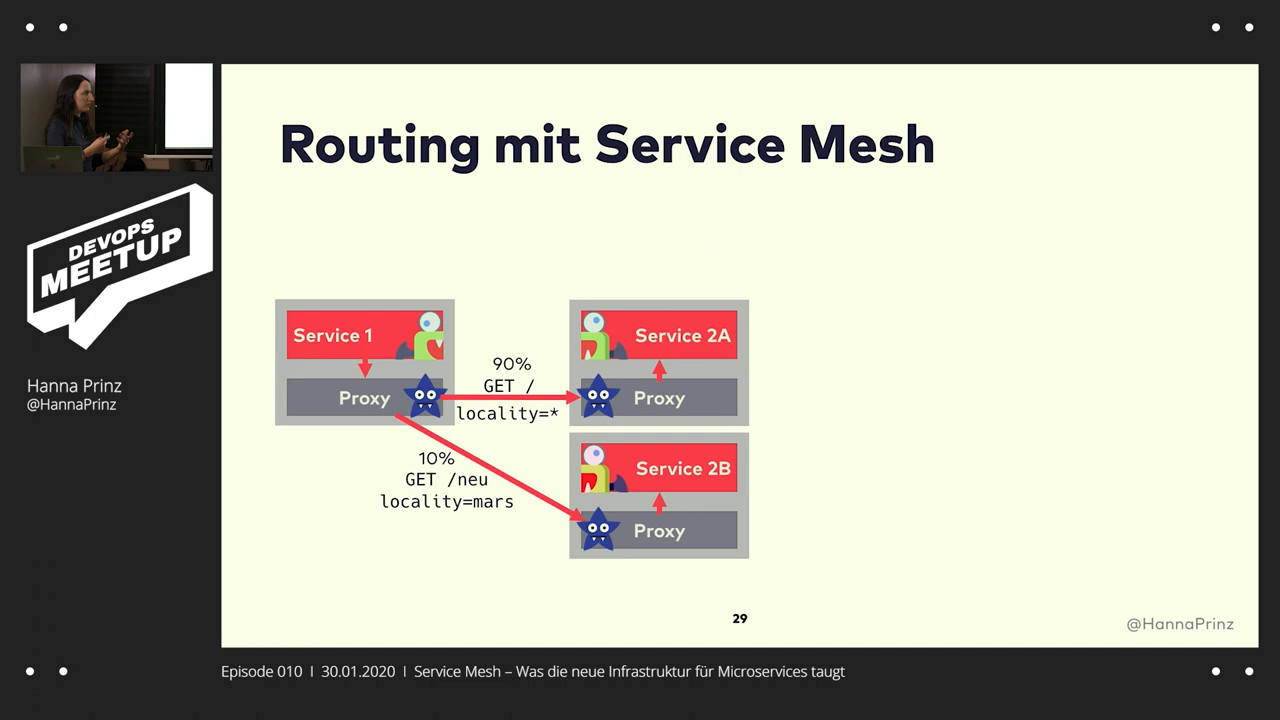 DEVOPS
MEETUP
Hanna Prinz
@HannaPrinz
Routing mit Service Mesh
Service 1
Proxy
90%
GET /
locality=*
Service 2A
Proxy
10%
GET /neu
locality=mars
Service 2B
Proxy
29
@HannaPrinz
Episode 010 | 30.01.2020 | Service Mesh – Was die neue Infrastruktur für Microservices taugt